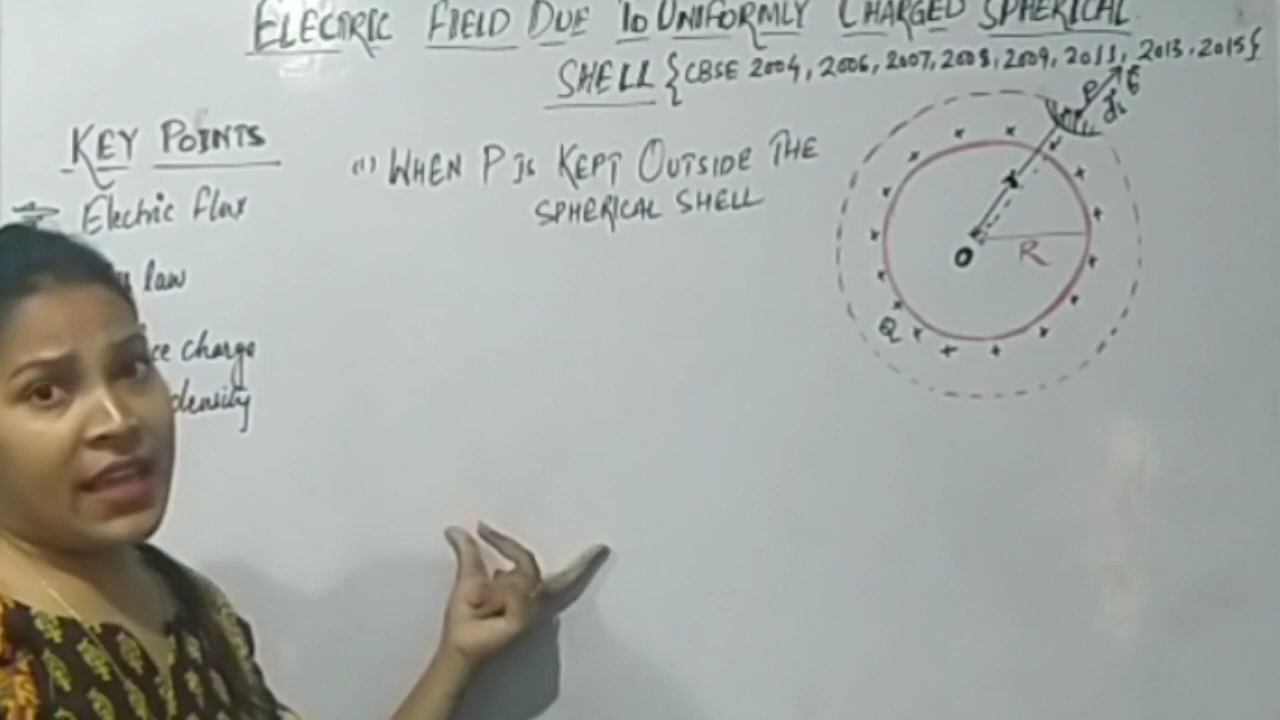 ELECTRIC FIELD DUE TO UNIFORMLY CHARGED SPHERICAL
SHELL {CBSE 2004, 2006, 2007, 2008, 2009, 2011, 2013, 2015}
KEY POINTS
Electric flux
law
charge
density
(1) WHEN P IS KEPT OUTSIDE THE
SPHERICAL SHELL
P
E
O
R
Q